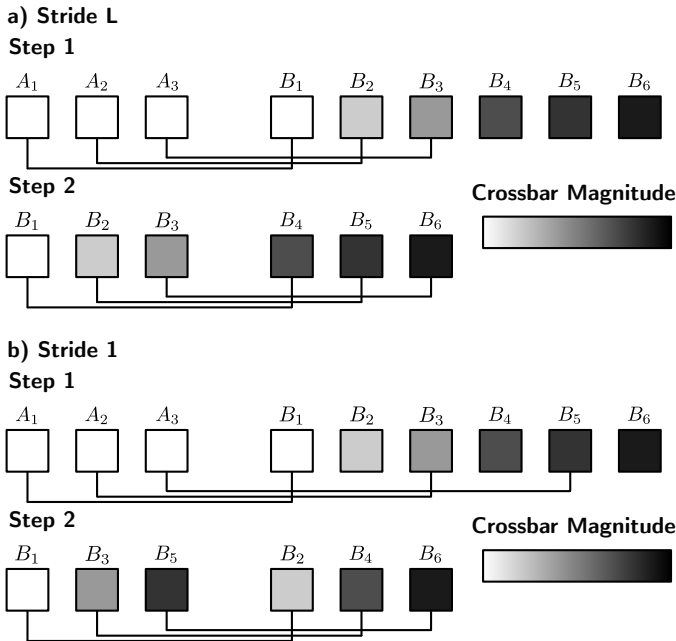 a) Stride L
Step 1
A₁ A₂ A₃ B₁ B₂ B₃ B₄ B₅ B₆
Step 2
Crossbar Magnitude
B₁ B₂ B₃ B₄ B₅ B₆
b) Stride 1
Step 1
A₁ A₂ A₃ B₁ B₂ B₃ B₄ B₅ B₆
Step 2
Crossbar Magnitude
B₁ B₃ B₅ B₂ B₄ B₆